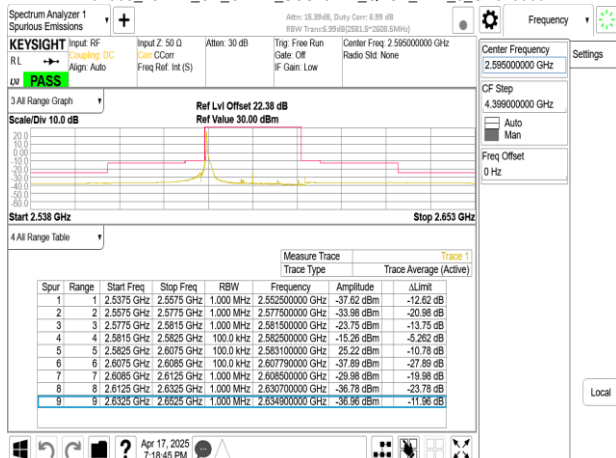 Spectrum Analyzer 1
Spurious Emissions
Attn: 15.39dB, Duty Corr: 6.99 dB
RBW Trans:6.99dB(2581.5*2608.5MHz)
Frequency
KEYSIGHT
Input: RF
Coupling: DC
Align: Auto
Input Z: 50 Ω
Corr CCorr
Freq Ref: Int (S)
Atten: 30 dB
Trig: Free Run
Gate: Off
IF Gain: Low
Center Freq: 2.595000000 GHz
Radio Std: None
RL
LXI
PASS
Center Frequency
2.595000000 GHz
Settings
CF Step
4.399000000 GHz
Auto
Man
Freq Offset
0 Hz
3 All Range Graph
Scale/Div 10.0 dB
Ref Lvl Offset 22.38 dB
Ref Value 30.00 dBm
20.0
10.0
0.00
-10.0
-20.0
-30.0
-40.0
-50.0
-60.0
Start 2.538 GHz
Stop 2.653 GHz
4 All Range Table
Measure Trace Trace 1
Trace Type Trace Average (Active)
Spur Range Start Freq Stop Freq RBW Frequency Amplitude ΔLimit
1 1 2.5375 GHz 2.5575 GHz 1.000 MHz 2.552500000 GHz -37.62 dBm -12.62 dB
2 2 2.5575 GHz 2.5775 GHz 1.000 MHz 2.577500000 GHz -33.98 dBm -20.98 dB
3 3 2.5775 GHz 2.5815 GHz 1.000 MHz 2.581500000 GHz -23.75 dBm -13.75 dB
4 4 2.5815 GHz 2.5825 GHz 100.0 kHz 2.582500000 GHz -15.26 dBm -5.262 dB
5 5 2.5825 GHz 2.6075 GHz 100.0 kHz 2.583100000 GHz 25.22 dBm -10.78 dB
6 6 2.6075 GHz 2.6085 GHz 100.0 kHz 2.607790000 GHz -37.89 dBm -27.89 dB
7 7 2.6085 GHz 2.6125 GHz 1.000 MHz 2.608500000 GHz -29.98 dBm -19.98 dB
8 8 2.6125 GHz 2.6325 GHz 1.000 MHz 2.630700000 GHz -36.78 dBm -23.78 dB
9 9 2.6325 GHz 2.6525 GHz 1.000 MHz 2.634900000 GHz -36.96 dBm -11.96 dB
Local
?
Apr 17, 2025
7:18:45 PM